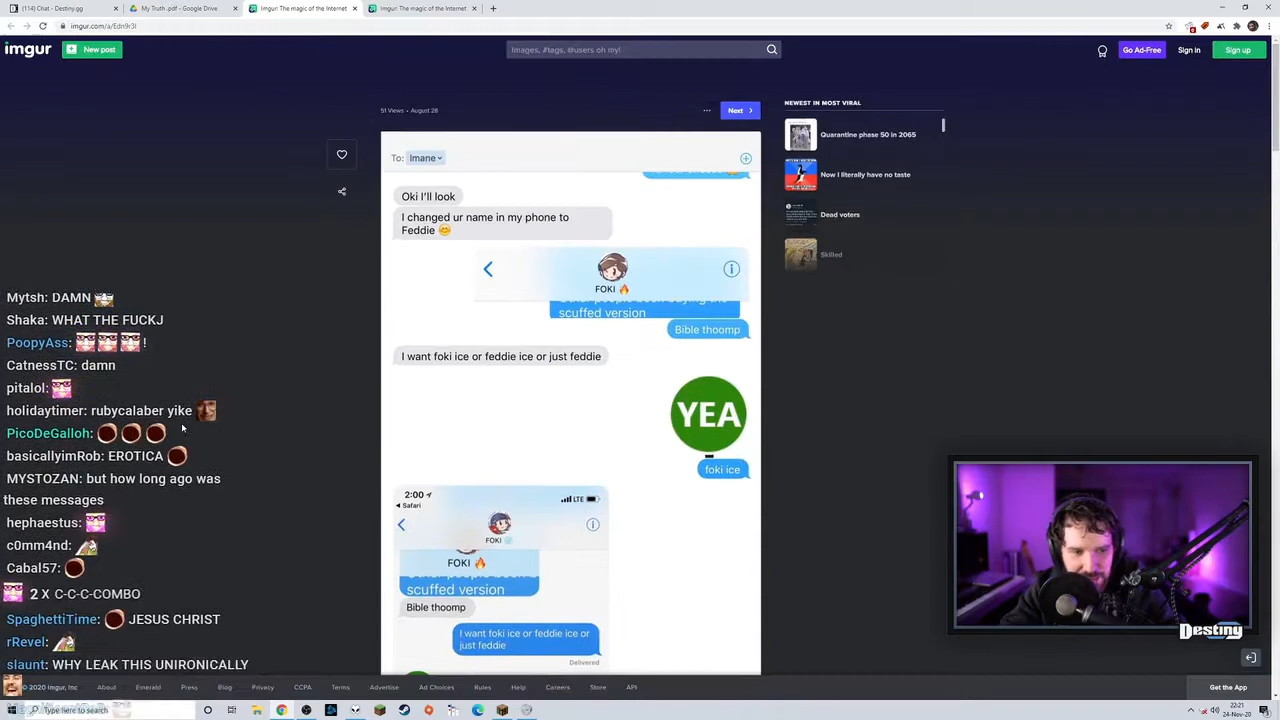 (114) Chat - Destiny.gg
My Truth .pdf - Google Drive
Imgur: The magic of the Internet
Imgur: The magic of the Internet
imgur.com/a/Edn9r3I
imgur
New post
Images, #tags, @users oh my!
Go Ad-Free
Sign in
Sign up
51 Views • August 28
Next
NEWEST IN MOST VIRAL
Quarantine phase 50 in 2065
Now I literally have no taste
Dead voters
Skilled
To: Imane
Oki I'll look
I changed ur name in my phone to
Feddie
FOKI
scuffed version
Bible thoomp
I want foki ice or feddie ice or just feddie
YEA
foki ice
2:00
LTE
Safari
FOKI
FOKI
scuffed version
Bible thoomp
I want foki ice or feddie ice or
just feddie
Delivered
Mytsh: DAMN
shaka: WHAT THE FUCKJ
!
CatnessTC: damn
pitalol:
birthdaytimer: rubycalaber yike
PicoDeGalloh:
basicallyimRob: EROTICA
ZAN: but how long ago was
these messages
hephaestus:
c0mm4nd:
Cabal57:
2 X C-C-C-COMBO
spaghettiTime: JESUS CHRIST
rRevel:
slaunt: WHY LEAK THIS UNIRONICALLY
Destiny
© 2020 Imgur, Inc
About
Emerald
Press
Blog
Privacy
CCPA
Terms
Advertise
Ad Choices
Rules
Help
Careers
Store
API
Get the App
Type here to search
22:21
24-Nov-20